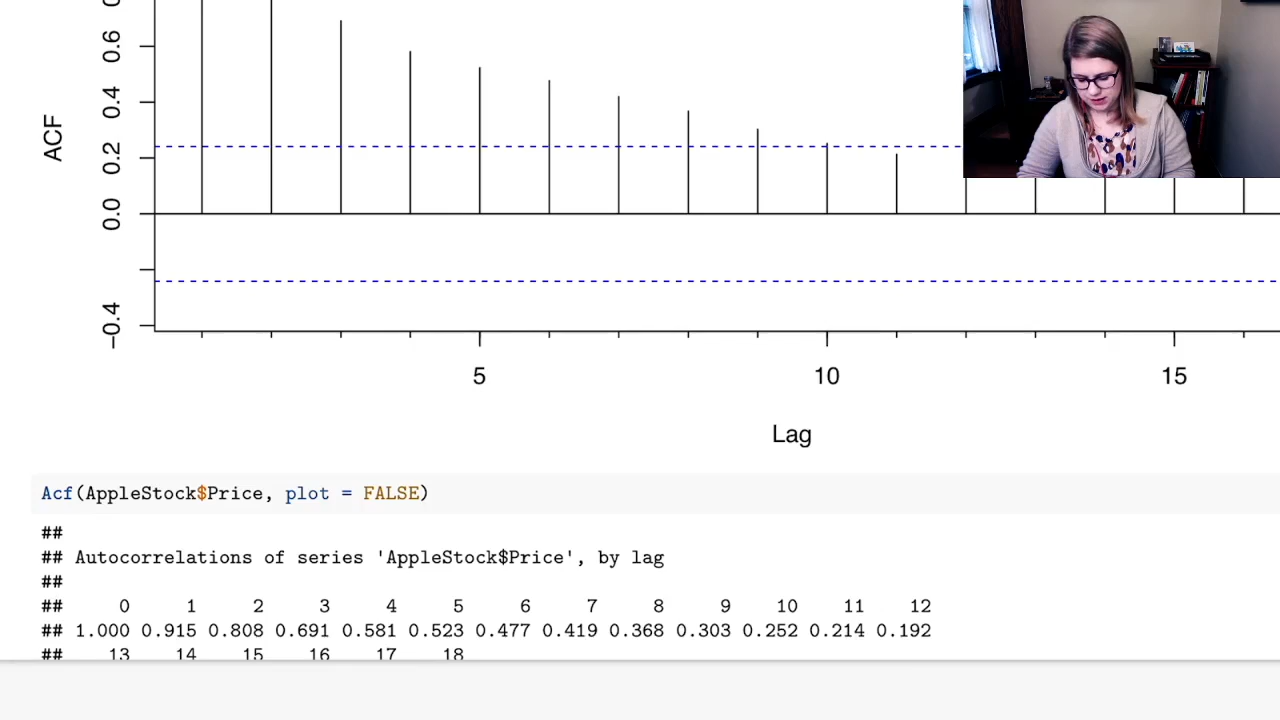 0.6
0.4
0.2
0.0
−0.4
ACF
5 10 15
Lag
Acf(AppleStock$Price, plot = FALSE)
##
## Autocorrelations of series 'AppleStock$Price', by lag
##
## 0 1 2 3 4 5 6 7 8 9 10 11 12
## 1.000 0.915 0.808 0.691 0.581 0.523 0.477 0.419 0.368 0.303 0.252 0.214 0.192
## 13 14 15 16 17 18